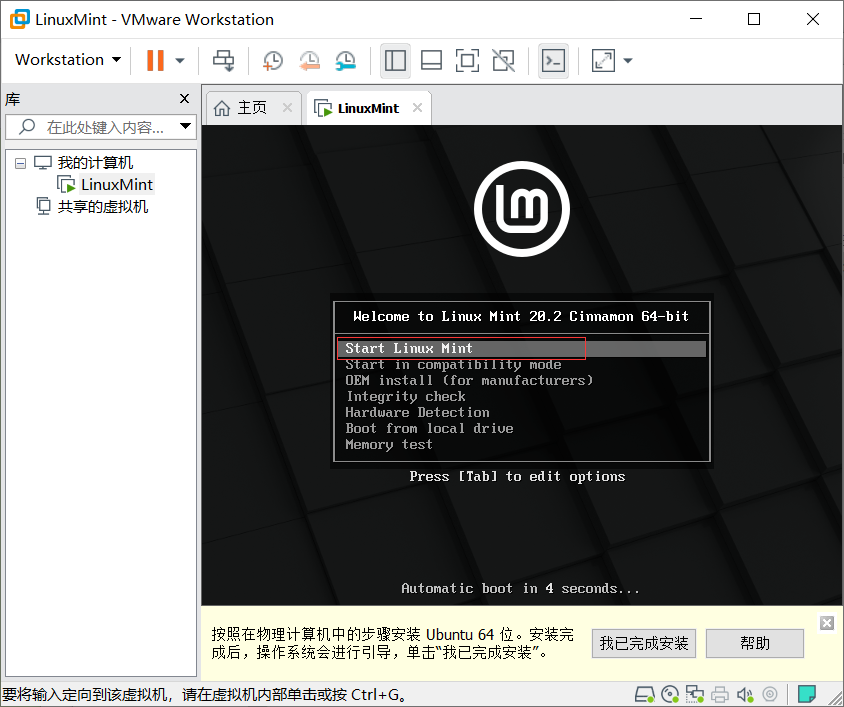 LinuxMint - VMware Workstation
Workstation
库
主页
LinuxMint
在此处键入内容...
我的计算机
LinuxMint
共享的虚拟机
Lm
Welcome to Linux Mint 20.2 Cinnamon 64-bit
Start Linux Mint
Start in compatibility mode
OEM install (for manufacturers)
Integrity check
Hardware Detection
Boot from local drive
Memory test
Press [Tab] to edit options
Automatic boot in 4 seconds...
按照在物理计算机中的步骤安装 Ubuntu 64 位。安装完
成后，操作系统会进行引导，单击“我已完成安装”。
我已完成安装
帮助
要将输入定向到该虚拟机，请在虚拟机内部单击或按 Ctrl+G。